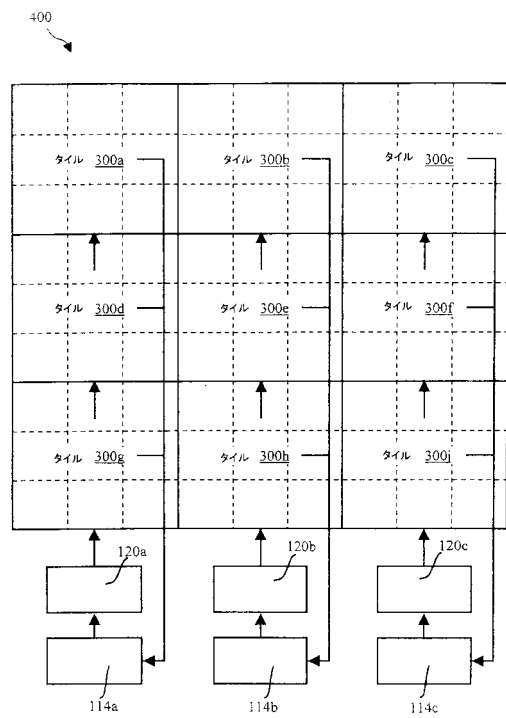 400
タイル 300a タイル 300b タイル 300c
タイル 300d タイル 300e タイル 300f
タイル 300g タイル 300h タイル 300j
120a 120b 120c
114a 114b 114c